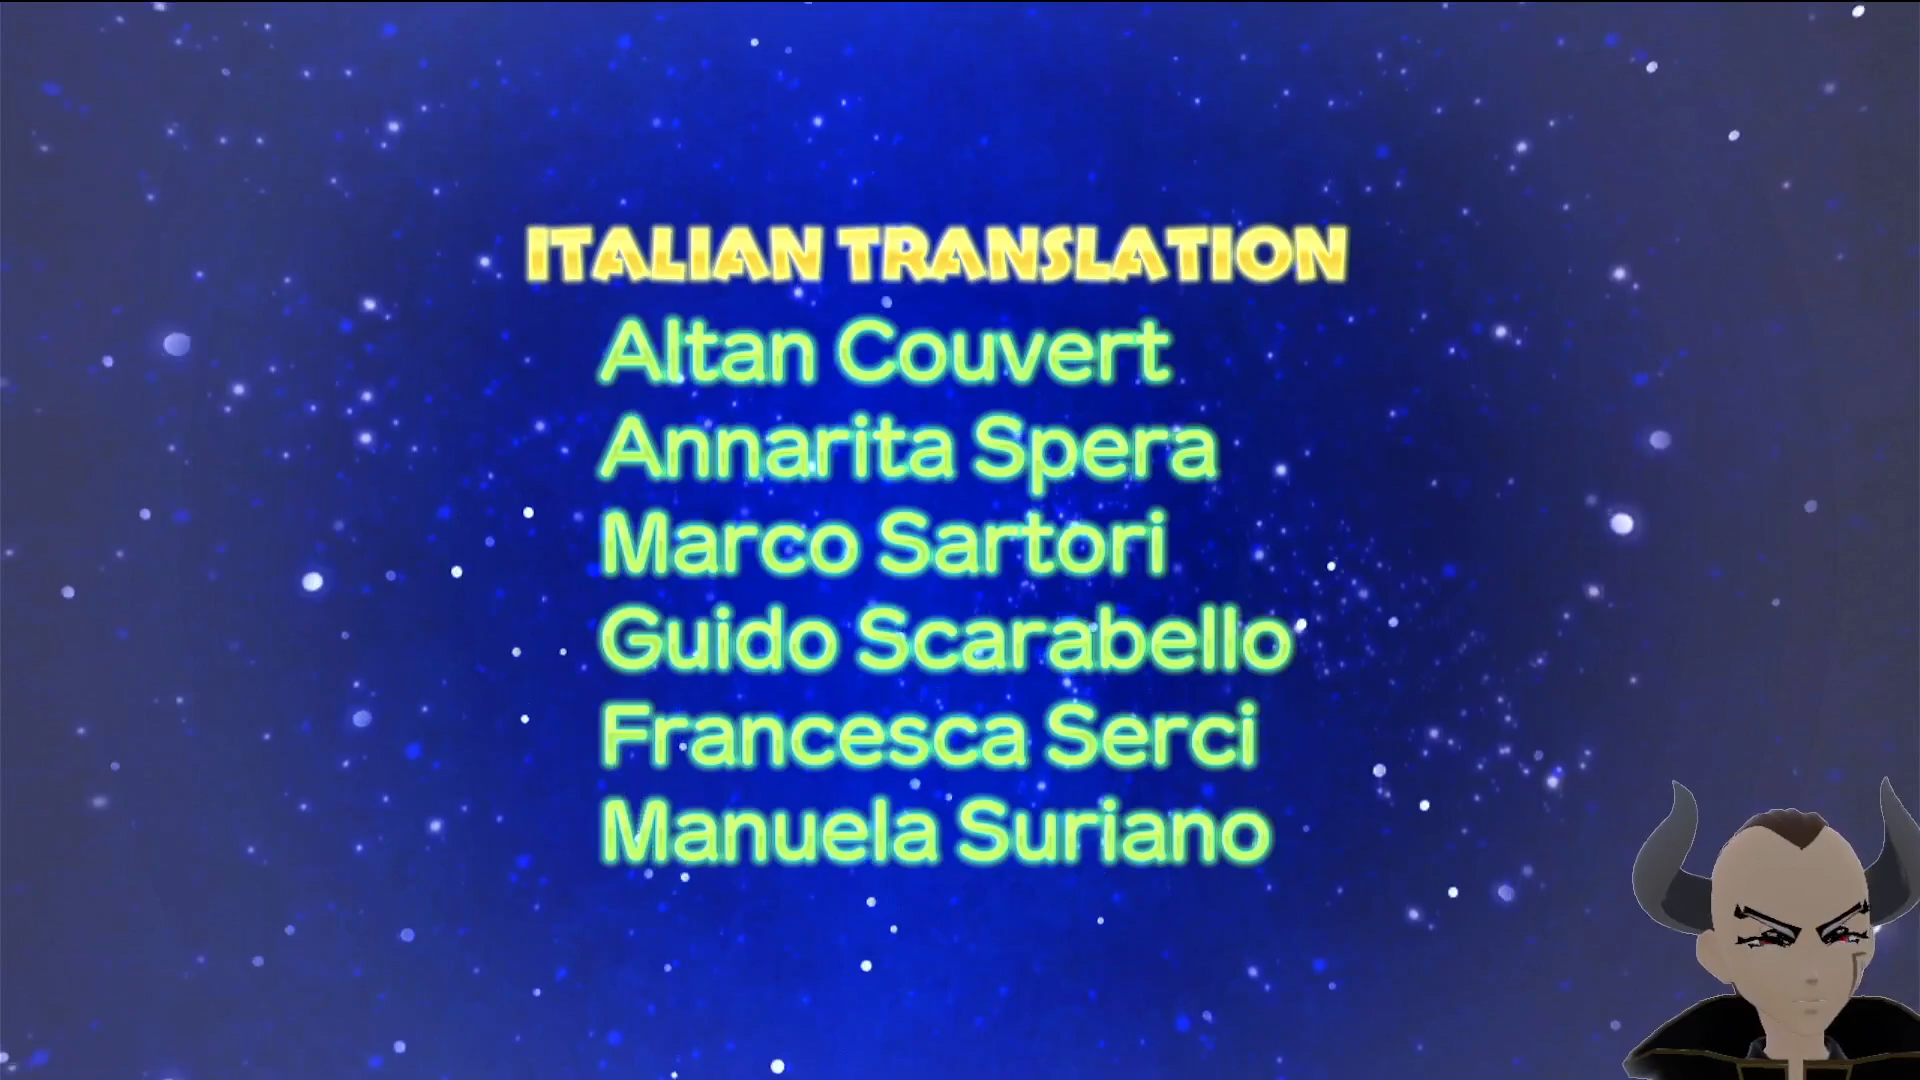 ITALIAN TRANSLATION
Altan Couvert
Annarita Spera
Marco Sartori
Guido Scarabello
Francesca Serci
Manuela Suriano